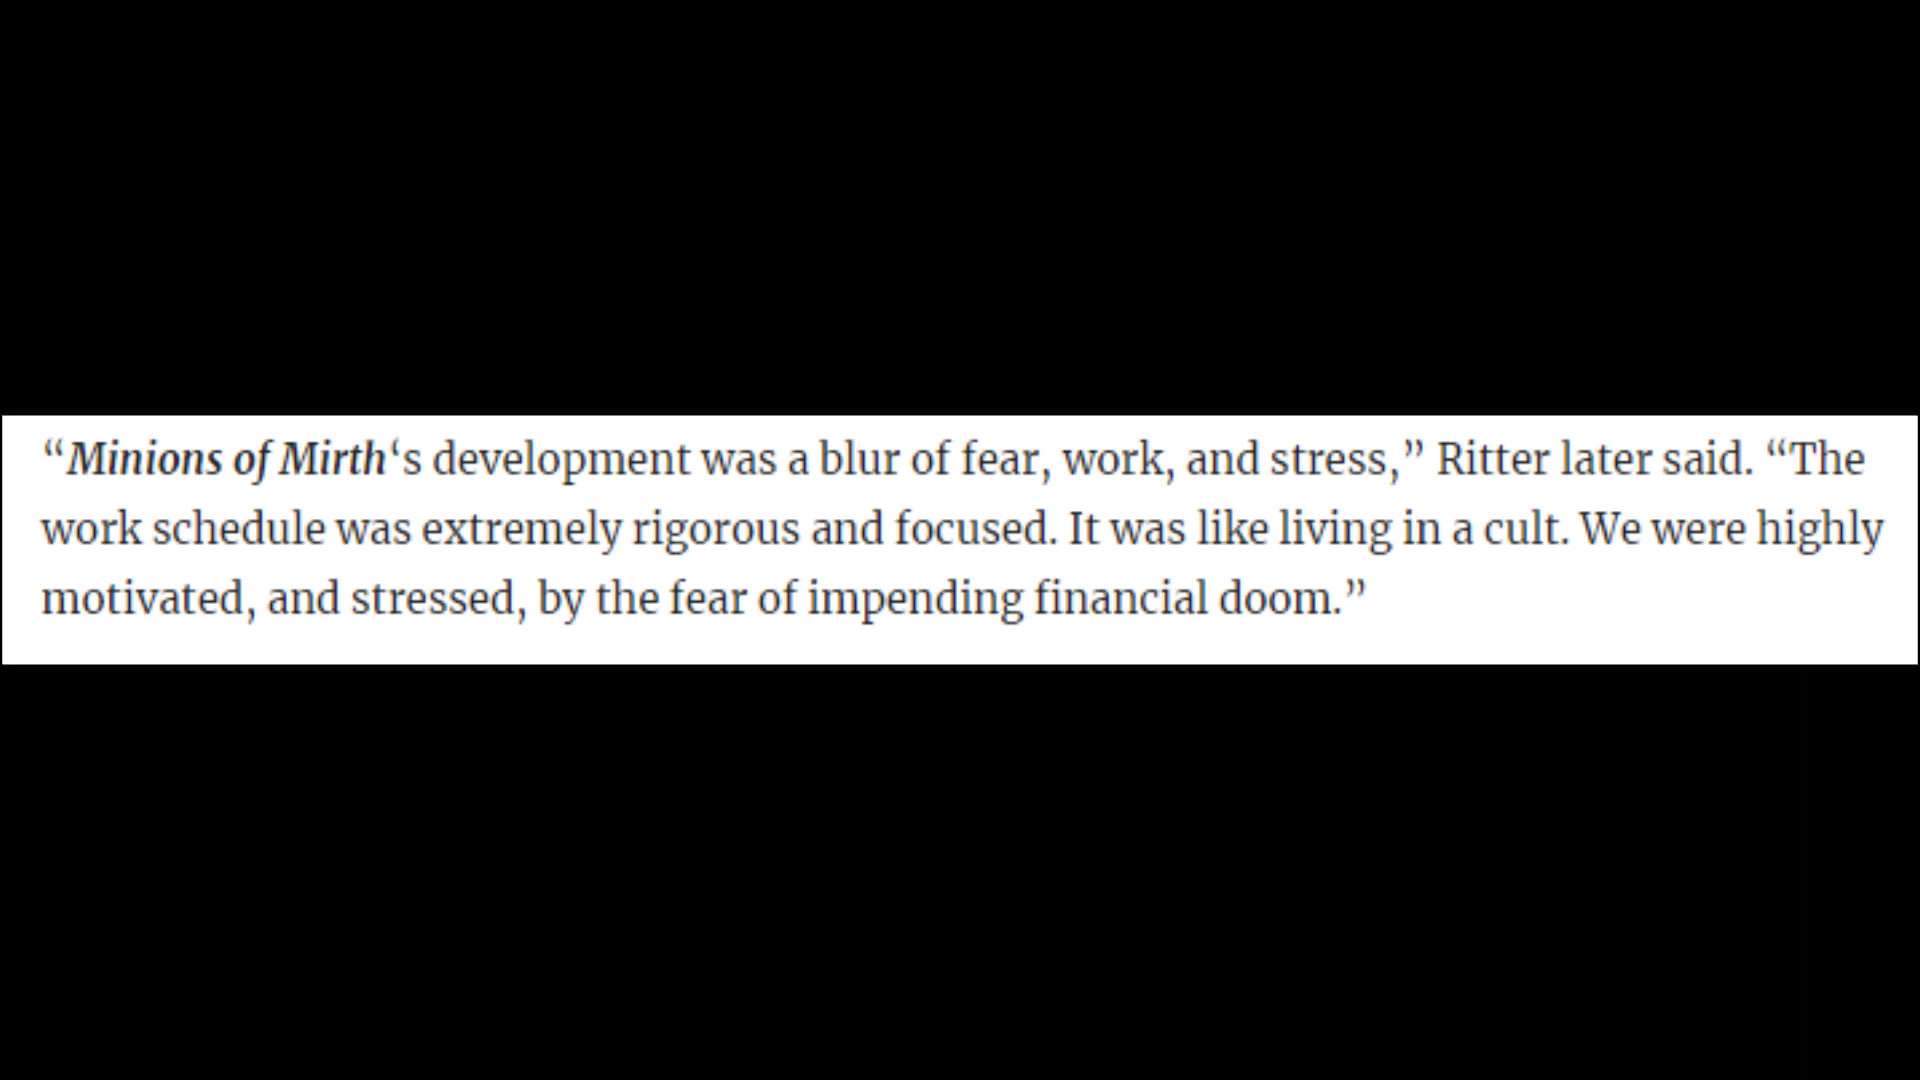 “Minions of Mirth‘s development was a blur of fear, work, and stress,” Ritter later said. “The
work schedule was extremely rigorous and focused. It was like living in a cult. We were highly
motivated, and stressed, by the fear of impending financial doom.”